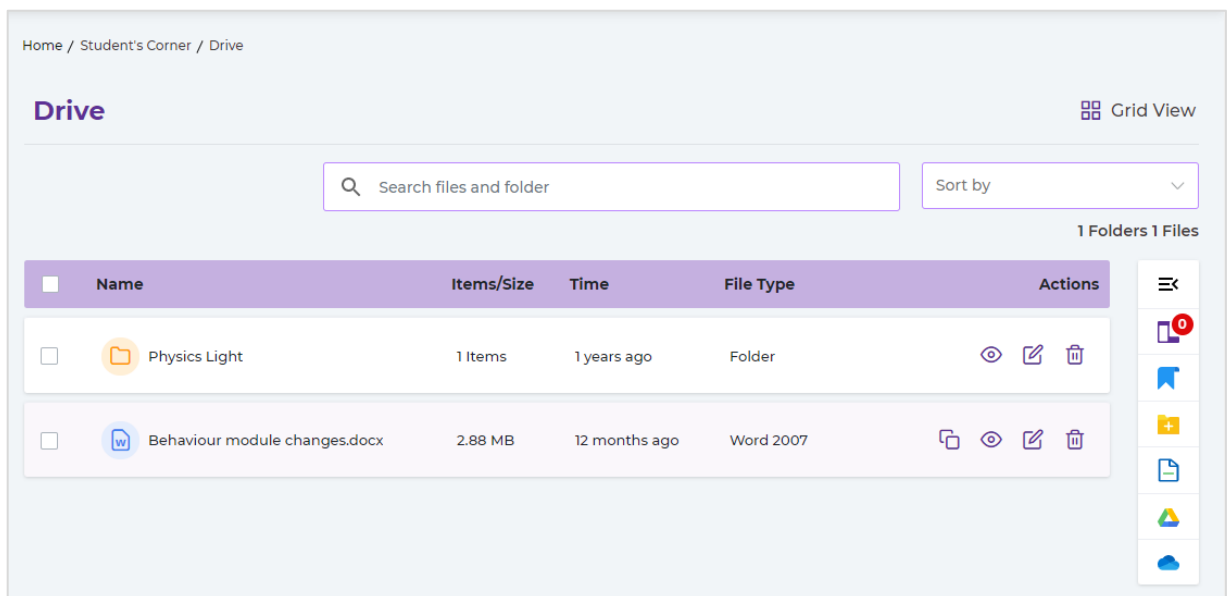 Home / Student's Corner / Drive
Drive
Grid View
Search files and folder
Sort by
1 Folders 1 Files
Name Items/Size Time File Type Actions
0
Physics Light 1 Items 1 years ago Folder
W Behaviour module changes.docx 2.88 MB 12 months ago Word 2007